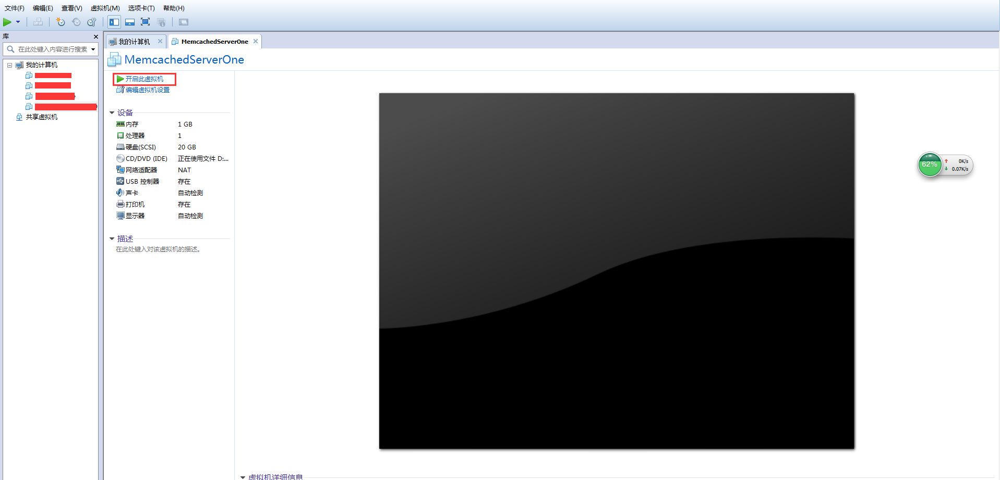 文件(F) 编辑(E) 查看(V) 虚拟机(M) 选项卡(T) 帮助(H)
库
在此处键入内容进行搜索
我的计算机
共享虚拟机
我的计算机 MemcachedServerOne
MemcachedServerOne
开启此虚拟机
编辑虚拟机设置
设备
内存 1 GB
处理器 1
硬盘(SCSI) 20 GB
CD/DVD (IDE) 正在使用文件 D:...
网络适配器 NAT
USB 控制器 存在
声卡 自动检测
打印机 存在
显示器 自动检测
描述
在此处键入对该虚拟机的描述。
62%
0K/s
0.07K/s
虚拟机详细信息